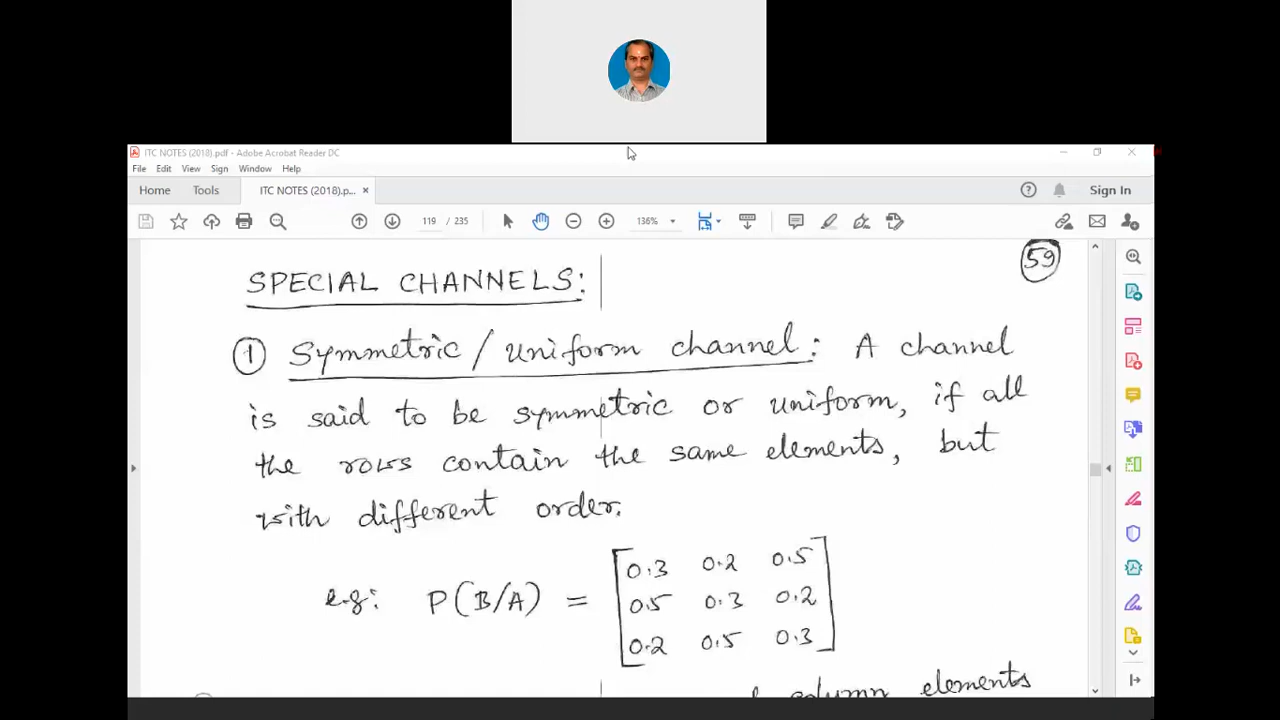 ITC NOTES (2018).pdf - Adobe Acrobat Reader DC
File Edit View Sign Window Help
Home Tools ITC NOTES (2018).p... × Sign In
119 / 235 136%
59
SPECIAL CHANNELS:
1 Symmetric / Uniform channel: A channel
is said to be symmetric or uniform, if all
the rows contain the same elements, but
with different order.
e.g: P(B/A) =
0.3 0.2 0.5
0.5 0.3 0.2
0.2 0.5 0.3
column elements